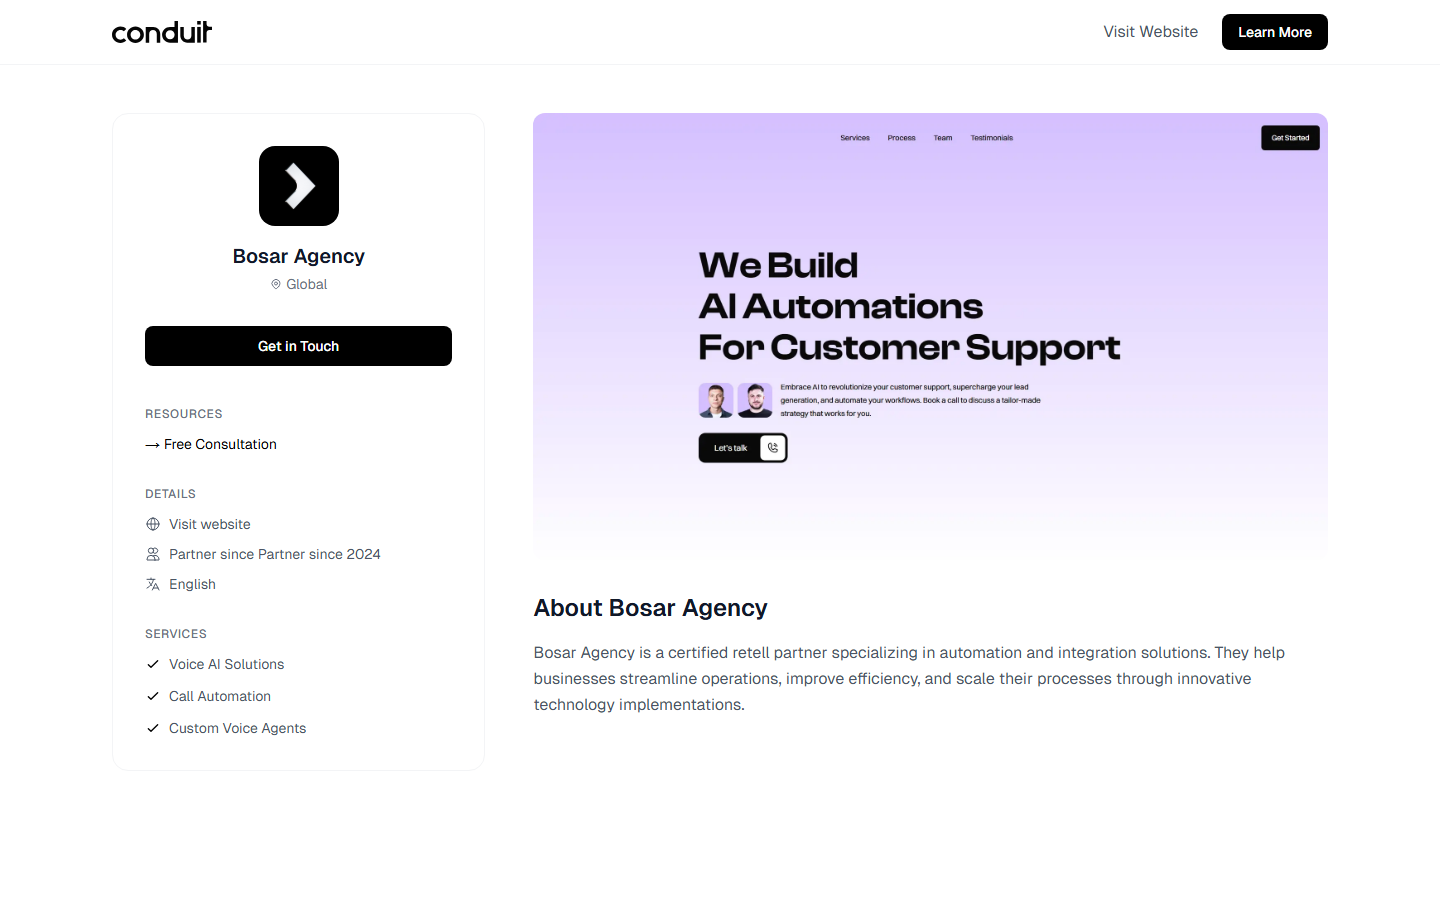 conduit
Visit Website
Learn More
Bosar Agency
Global
Get in Touch
RESOURCES
→ Free Consultation
DETAILS
Visit website
Partner since Partner since 2024
English
SERVICES
Voice AI Solutions
Call Automation
Custom Voice Agents
Services Process Team Testimonials
Get Started
We Build
AI Automations
For Customer Support
Embrace AI to revolutionize your customer support, supercharge your lead
generation, and automate your workflows. Book a call to discuss a tailor-made
strategy that works for you.
Let's talk
About Bosar Agency
Bosar Agency is a certified retell partner specializing in automation and integration solutions. They help
businesses streamline operations, improve efficiency, and scale their processes through innovative
technology implementations.